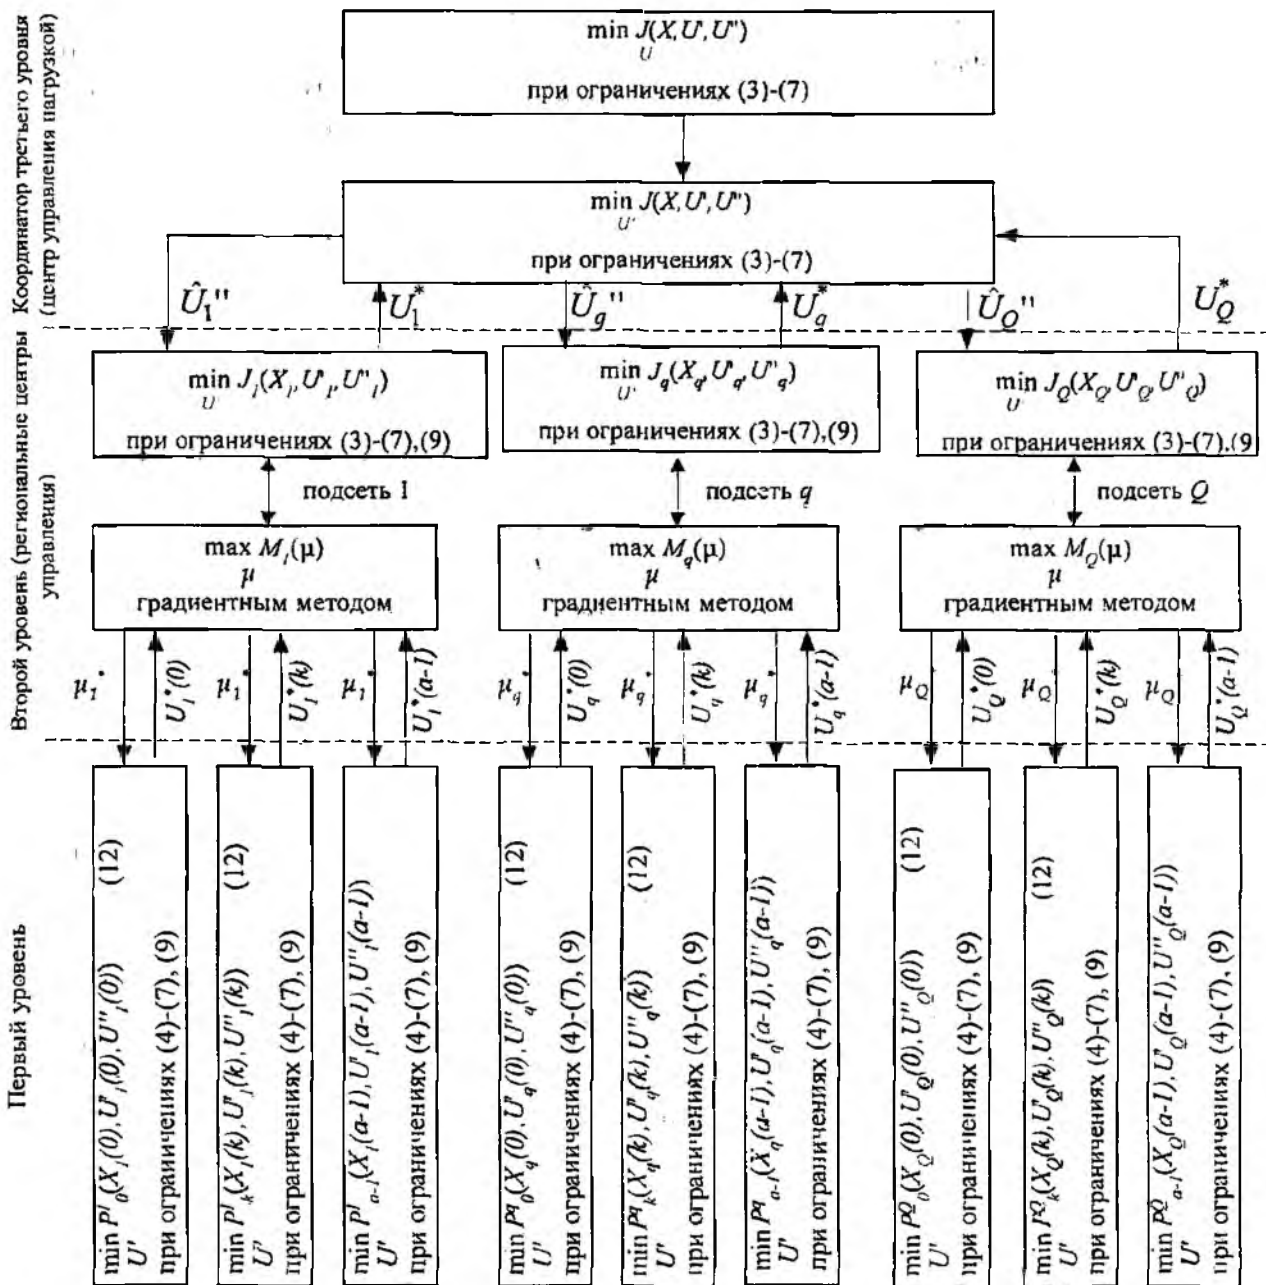 Координатор третьего уровня
(центр управления нагрузкой)
min J(X, U', U'')
U
при ограничениях (3)-(7)
min J(X, U', U'')
U'
при ограничениях (3)-(7)
Û1''
U1*
Ûq''
Uq*
ÛQ''
UQ*
Второй уровень (региональные центры
управления)
min J1(X1, U'1, U''1)
U'
при ограничениях (3)-(7),(9)
min Jq(Xq, U'q, U''q)
U'
при ограничениях (3)-(7),(9)
min JQ(XQ, U'Q, U''Q)
U'
при ограничениях (3)-(7),(9
подсеть 1
подсеть q
подсеть Q
max M1(μ)
μ
градиентным методом
max Mq(μ)
μ
градиентным методом
max MQ(μ)
μ
градиентным методом
μ1*
U1*(0)
μ1*
U1*(k)
μ1*
U1*(a-1)
μq*
Uq*(0)
μq*
Uq*(k)
μq*
Uq*(a-1)
μQ*
UQ*(0)
μQ*
UQ*(k)
μQ*
UQ*(a-1)
Первый уровень
min P^1_0(X1(0), U'1(0), U''1(0)) (12)
U'
при ограничениях (4)-(7), (9)
min P^1_k(X1(k), U'1(k), U''1(k)) (12)
U'
при ограничениях (4)-(7), (9)
min P^1_a-1(X1(a-1), U'1(a-1), U''1(a-1))
U'
при ограничениях (4)-(7), (9)
min P^q_0(Xq(0), U'q(0), U''q(0)) (12)
U'
при ограничениях (4)-(7), (9)
min P^q_k(Xq(k), U'q(k), U''q(k)) (12)
U'
при ограничениях (4)-(7), (9)
min P^q_a-1(Xq(a-1), U'q(a-1), U''q(a-1))
U'
при ограничениях (4)-(7), (9)
min P^Q_0(XQ(0), U'Q(0), U''Q(0)) (12)
U'
при ограничениях (4)-(7), (9)
min P^Q_k(XQ(k), U'Q(k), U''Q(k)) (12)
U'
при ограничениях (4)-(7), (9)
min P^Q_a-1(XQ(a-1), U'Q(a-1), U''Q(a-1))
U'
при ограничениях (4)-(7), (9)